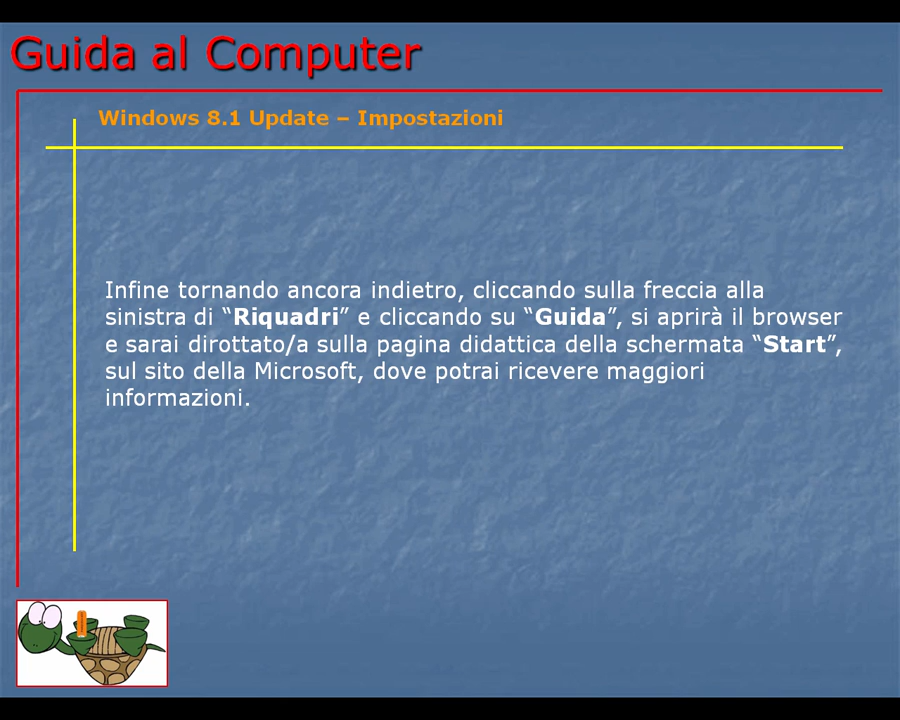 Guida al Computer
Windows 8.1 Update – Impostazioni
Infine tornando ancora indietro, cliccando sulla freccia alla
sinistra di “Riquadri” e cliccando su “Guida”, si aprirà il browser
e sarai dirottato/a sulla pagina didattica della schermata “Start”,
sul sito della Microsoft, dove potrai ricevere maggiori
informazioni.